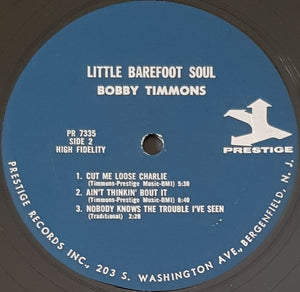 LITTLE BAREFOOT SOUL
BOBBY TIMMONS
PR 7335
SIDE 2
HIGH FIDELITY
PRESTIGE
1. CUT ME LOOSE CHARLIE
(Timmons-Prestige Music-BMI) 5:30
2. AIN'T THINKIN' BOUT IT
(Timmons-Prestige Music-BMI) 8:40
3. NOBODY KNOWS THE TROUBLE I'VE SEEN
(Traditional) 2:20
PRESTIGE RECORDS INC., 203 S. WASHINGTON AVE., BERGENFIELD, N. J.